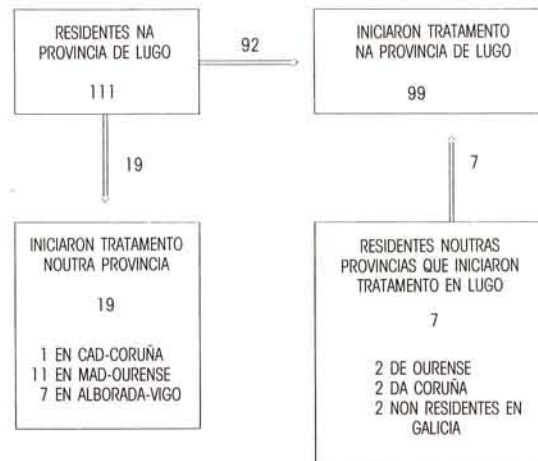 RESIDENTES NA
PROVINCIA DE LUGO
111
92
INICIARON TRATAMENTO
NA PROVINCIA DE LUGO
99
19
7
INICIARON TRATAMENTO
NOUTRA PROVINCIA
19
1 EN CAD-CORUÑA
11 EN MAD-OURENSE
7 EN ALBORADA-VIGO
RESIDENTES NOUTRAS
PROVINCIAS QUE INICIARON
TRATAMENTO EN LUGO
7
2 DE OURENSE
2 DA CORUÑA
2 NON RESIDENTES EN
GALICIA